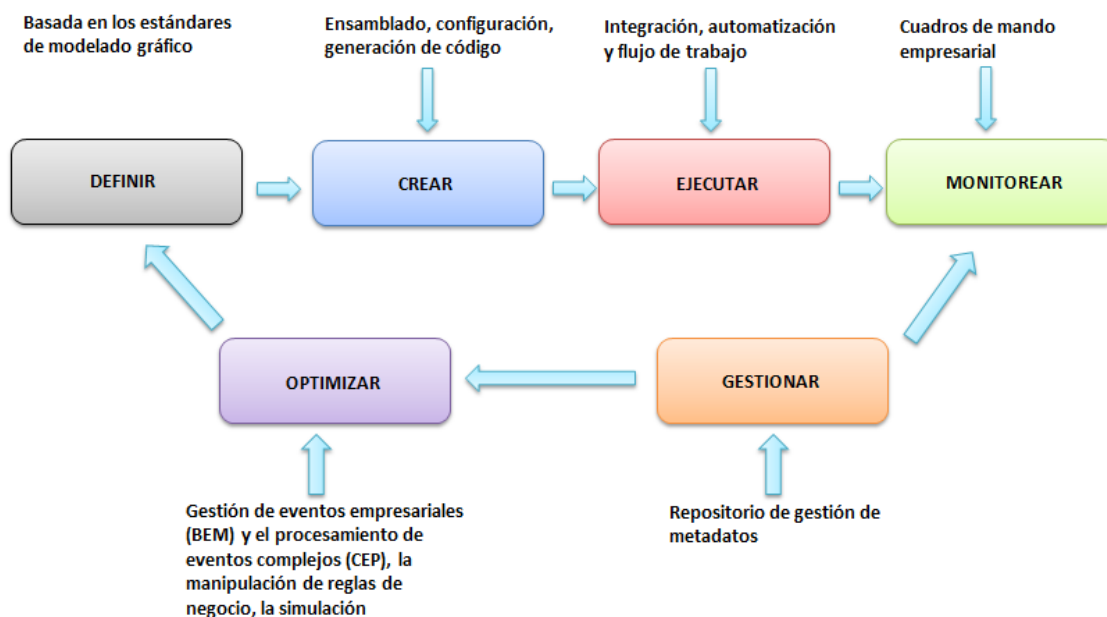 Basada en los estándares
de modelado gráfico
Ensamblado, configuración,
generación de código
Integración, automatización
y flujo de trabajo
Cuadros de mando
empresarial
DEFINIR
CREAR
EJECUTAR
MONITOREAR
OPTIMIZAR
GESTIONAR
Gestión de eventos empresariales
(BEM) y el procesamiento de
eventos complejos (CEP), la
manipulación de reglas de
negocio, la simulación
Repositorio de gestión de
metadatos